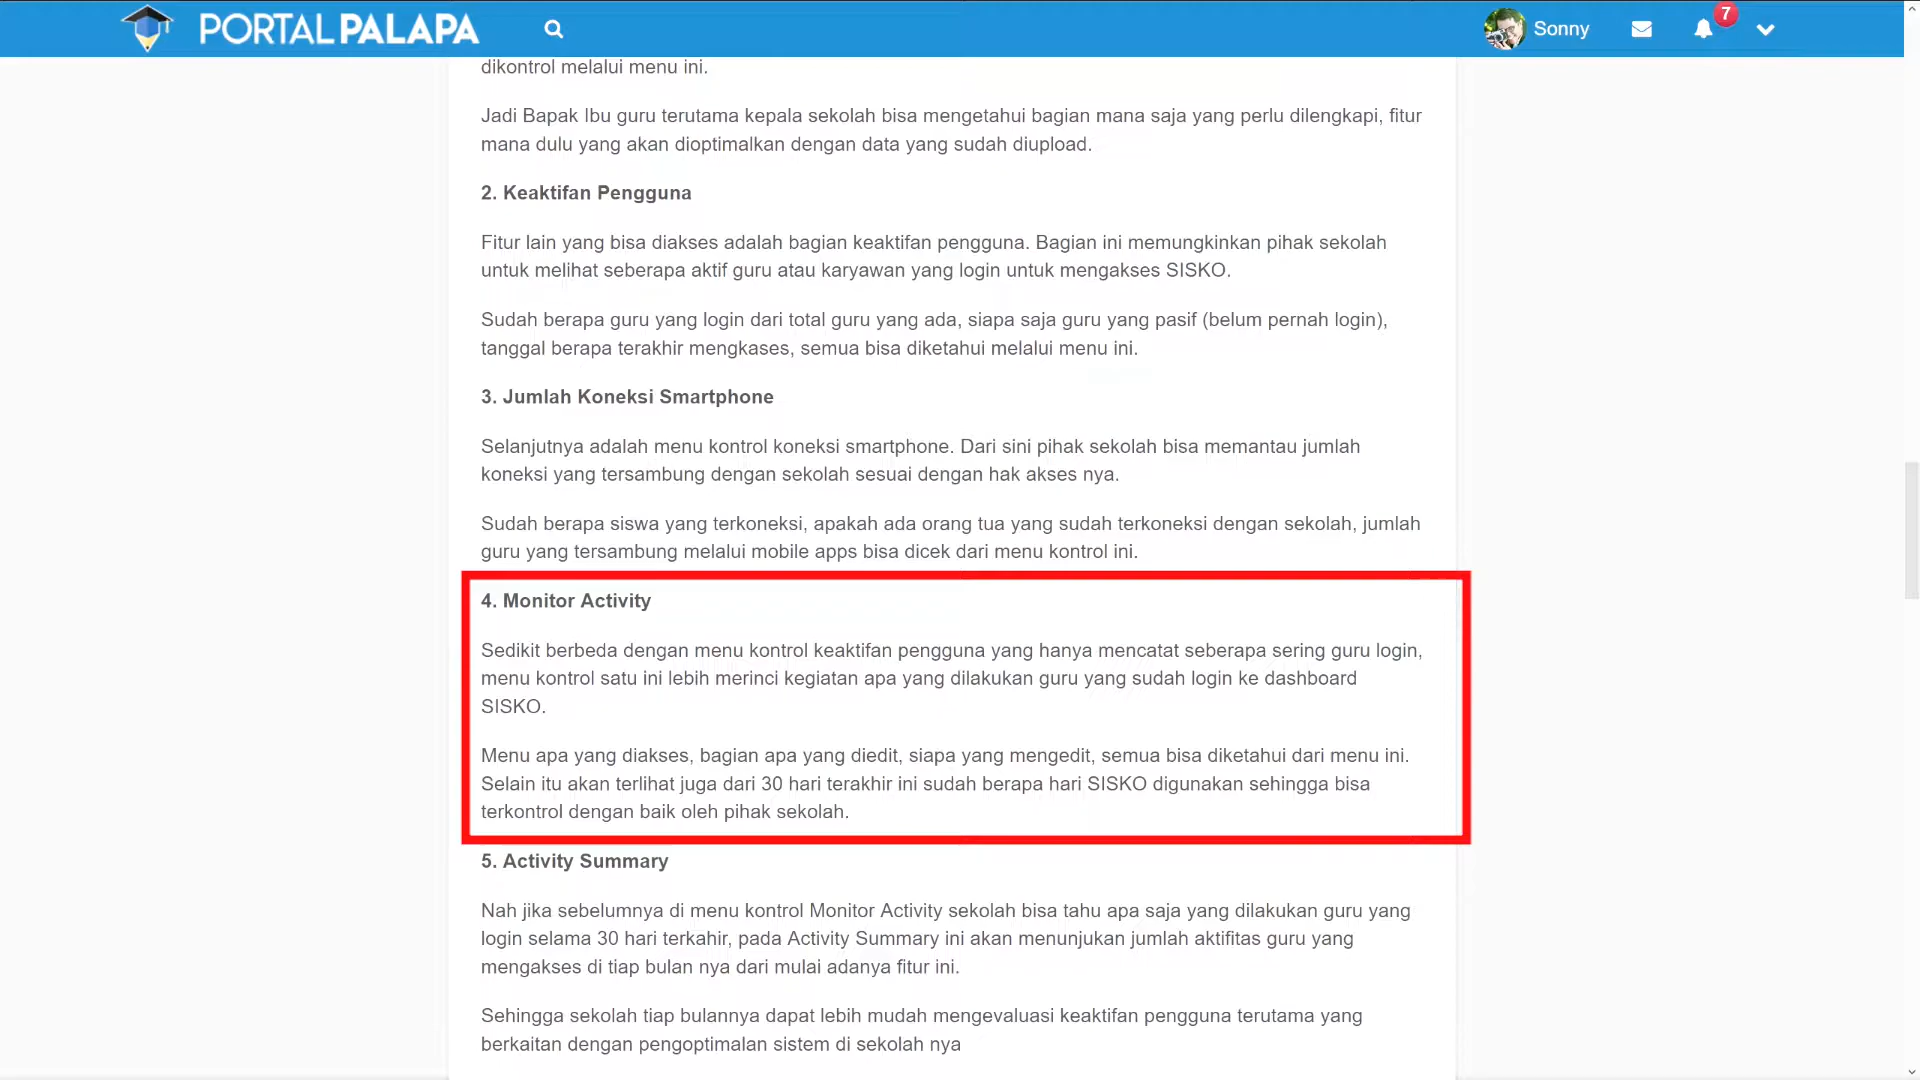 PORTAL PALAPA
Sonny
7
dikontrol melalui menu ini.
Jadi Bapak Ibu guru terutama kepala sekolah bisa mengetahui bagian mana saja yang perlu dilengkapi, fitur
mana dulu yang akan dioptimalkan dengan data yang sudah diupload.
2. Keaktifan Pengguna
Fitur lain yang bisa diakses adalah bagian keaktifan pengguna. Bagian ini memungkinkan pihak sekolah
untuk melihat seberapa aktif guru atau karyawan yang login untuk mengakses SISKO.
Sudah berapa guru yang login dari total guru yang ada, siapa saja guru yang pasif (belum pernah login),
tanggal berapa terakhir mengkases, semua bisa diketahui melalui menu ini.
3. Jumlah Koneksi Smartphone
Selanjutnya adalah menu kontrol koneksi smartphone. Dari sini pihak sekolah bisa memantau jumlah
koneksi yang tersambung dengan sekolah sesuai dengan hak akses nya.
Sudah berapa siswa yang terkoneksi, apakah ada orang tua yang sudah terkoneksi dengan sekolah, jumlah
guru yang tersambung melalui mobile apps bisa dicek dari menu kontrol ini.
4. Monitor Activity
Sedikit berbeda dengan menu kontrol keaktifan pengguna yang hanya mencatat seberapa sering guru login,
menu kontrol satu ini lebih merinci kegiatan apa yang dilakukan guru yang sudah login ke dashboard
SISKO.
Menu apa yang diakses, bagian apa yang diedit, siapa yang mengedit, semua bisa diketahui dari menu ini.
Selain itu akan terlihat juga dari 30 hari terakhir ini sudah berapa hari SISKO digunakan sehingga bisa
terkontrol dengan baik oleh pihak sekolah.
5. Activity Summary
Nah jika sebelumnya di menu kontrol Monitor Activity sekolah bisa tahu apa saja yang dilakukan guru yang
login selama 30 hari terkahir, pada Activity Summary ini akan menunjukan jumlah aktifitas guru yang
mengakses di tiap bulan nya dari mulai adanya fitur ini.
Sehingga sekolah tiap bulannya dapat lebih mudah mengevaluasi keaktifan pengguna terutama yang
berkaitan dengan pengoptimalan sistem di sekolah nya